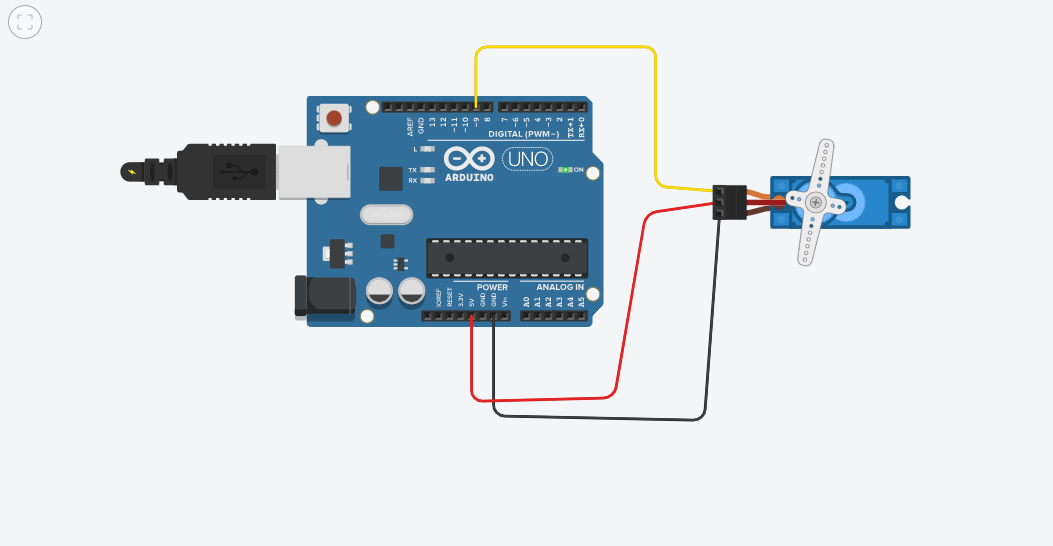 AREF
GND
13
12
~11
~10
~9
8
7
~6
~5
4
~3
2
TX→1
RX←0
DIGITAL (PWM~)
L
TX
RX
UNO
ARDUINO
ON
POWER
ANALOG IN
IOREF
RESET
3.3V
5V
GND
GND
Vin
A0
A1
A2
A3
A4
A5